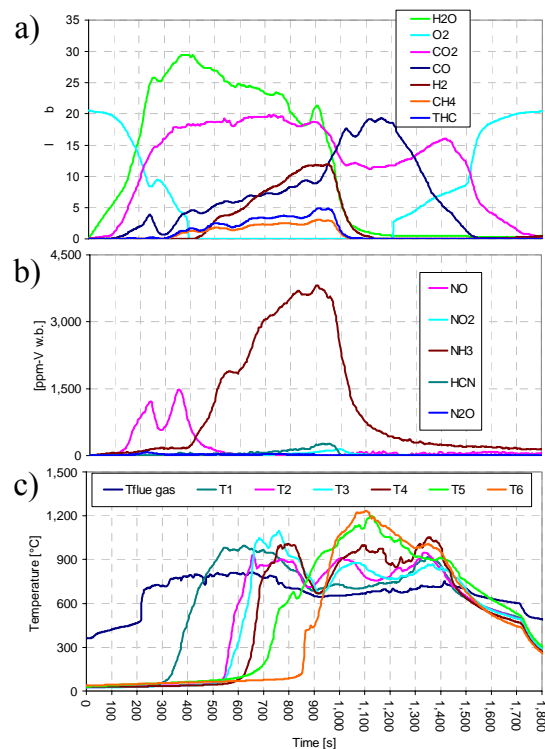 a)
35
30
25
20
15
10
5
0
l b
H2O
O2
CO2
CO
H2
CH4
THC
b)
4,500
3,000
1,500
0
[ppm-V w.b.]
NO
NO2
NH3
HCN
N2O
c)
1,500
1,200
900
600
300
0
Temperature [°C]
Tflue gas T1 T2 T3 T4 T5 T6
0 100 200 300 400 500 600 700 800 900 1,000 1,100 1,200 1,300 1,400 1,500 1,600 1,700 1,800
Time [s]